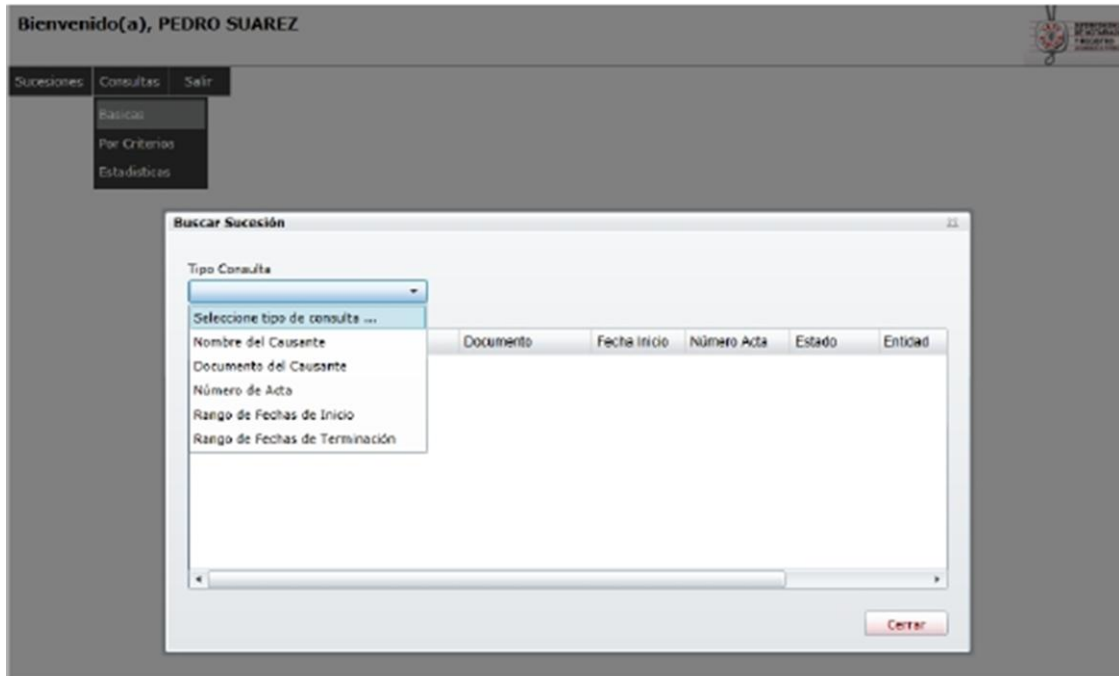 Bienvenido(a), PEDRO SUAREZ
Sucesiones Consultas Salir
Basicas
Por Criterios
Estadisticas
Buscar Sucesión
Tipo Consulta
Seleccione tipo de consulta ...
Nombre del Causante
Documento del Causante
Número de Acta
Rango de Fechas de Inicio
Rango de Fechas de Terminación
Documento Fecha Inicio Número Acta Estado Entidad
Cerrar